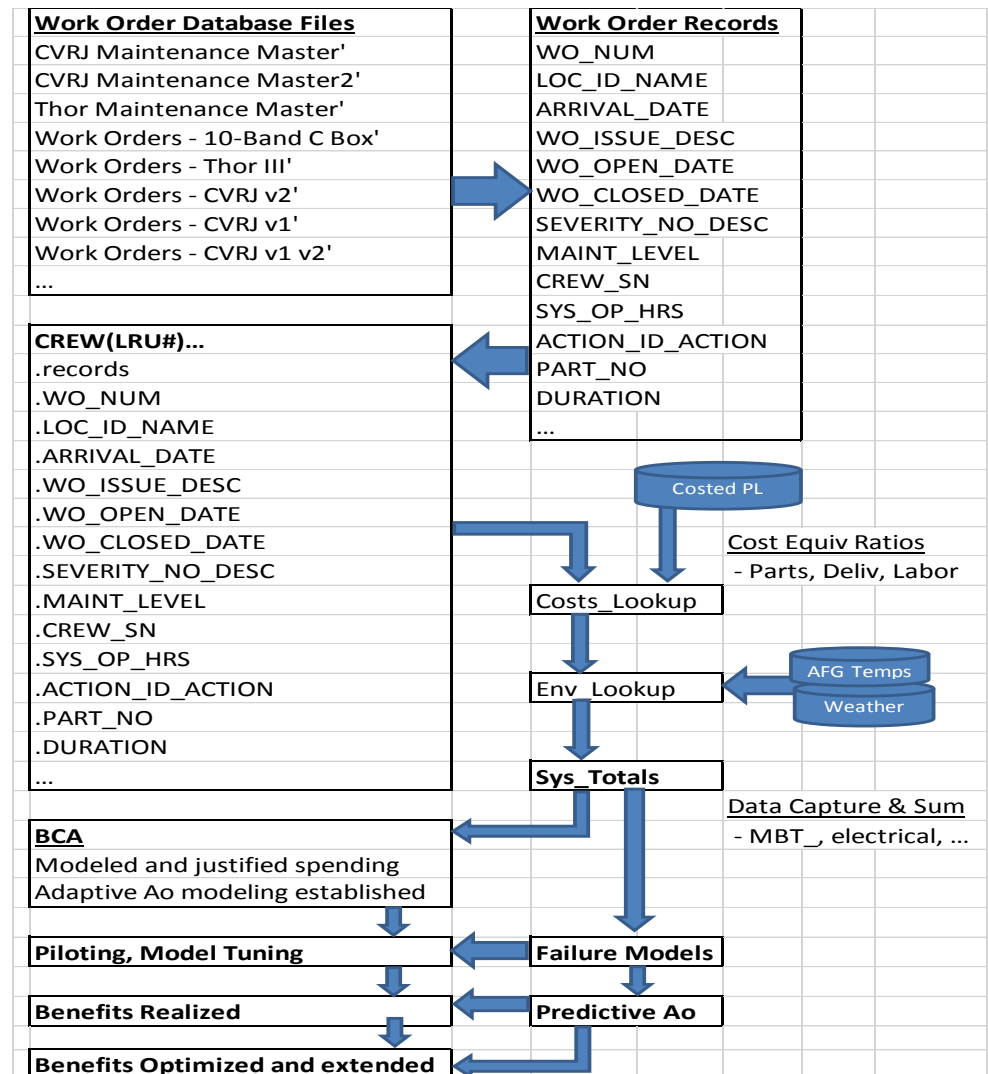 Work Order Database Files
CVRJ Maintenance Master'
CVRJ Maintenance Master2'
Thor Maintenance Master'
Work Orders - 10-Band C Box'
Work Orders - Thor III'
Work Orders - CVRJ v2'
Work Orders - CVRJ v1'
Work Orders - CVRJ v1 v2'
...
Work Order Records
WO_NUM
LOC_ID_NAME
ARRIVAL_DATE
WO_ISSUE_DESC
WO_OPEN_DATE
WO_CLOSED_DATE
SEVERITY_NO_DESC
MAINT_LEVEL
CREW_SN
SYS_OP_HRS
ACTION_ID_ACTION
PART_NO
DURATION
...
CREW(LRU#)...
.records
.WO_NUM
.LOC_ID_NAME
.ARRIVAL_DATE
.WO_ISSUE_DESC
.WO_OPEN_DATE
.WO_CLOSED_DATE
.SEVERITY_NO_DESC
.MAINT_LEVEL
.CREW_SN
.SYS_OP_HRS
.ACTION_ID_ACTION
.PART_NO
.DURATION
...
Costed PL
Cost Equiv Ratios
- Parts, Deliv, Labor
Costs_Lookup
AFG Temps
Weather
Env_Lookup
Sys_Totals
Data Capture & Sum
- MBT_, electrical, ...
BCA
Modeled and justified spending
Adaptive Ao modeling established
Piloting, Model Tuning
Failure Models
Benefits Realized
Predictive Ao
Benefits Optimized and extended